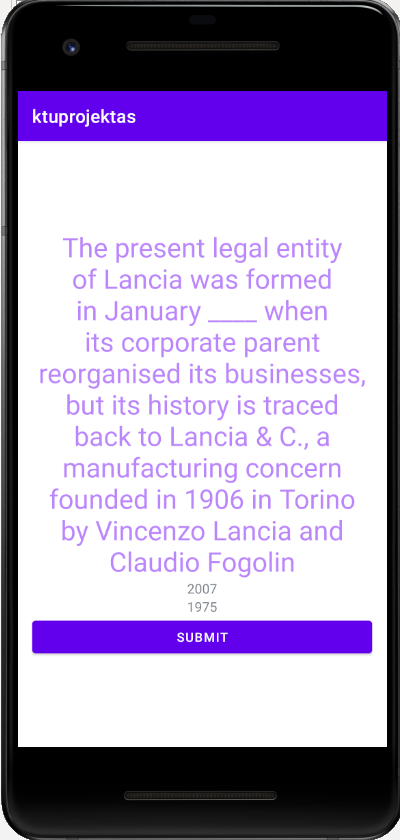 ktuprojektas
The present legal entity
of Lancia was formed
in January ____ when
its corporate parent
reorganised its businesses,
but its history is traced
back to Lancia & C., a
manufacturing concern
founded in 1906 in Torino
by Vincenzo Lancia and
Claudio Fogolin
2007
1975
SUBMIT